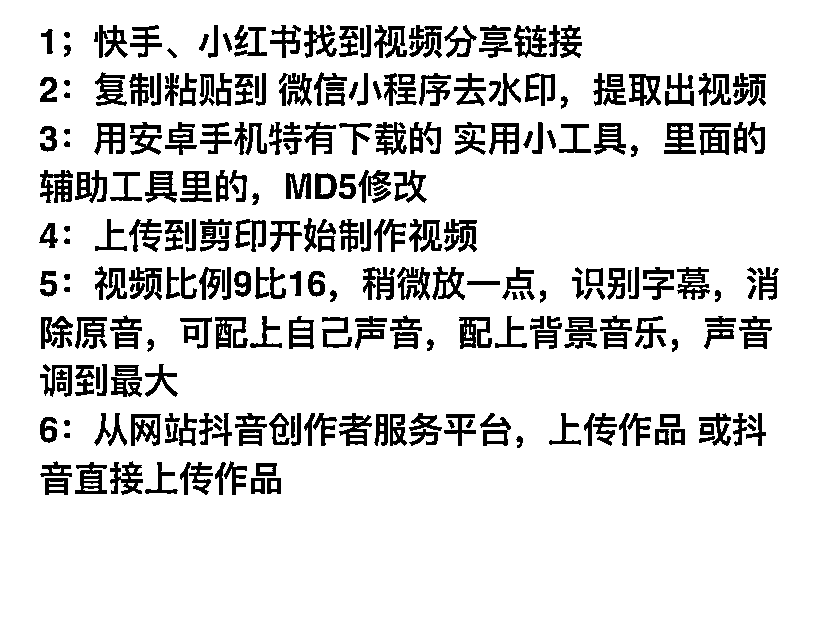 1；快手、小红书找到视频分享链接
2：复制粘贴到 微信小程序去水印，提取出视频
3：用安卓手机特有下载的 实用小工具，里面的
辅助工具里的，MD5修改
4：上传到剪印开始制作视频
5：视频比例9比16，稍微放一点，识别字幕，消
除原音，可配上自己声音，配上背景音乐，声音
调到最大
6：从网站抖音创作者服务平台，上传作品 或抖
音直接上传作品